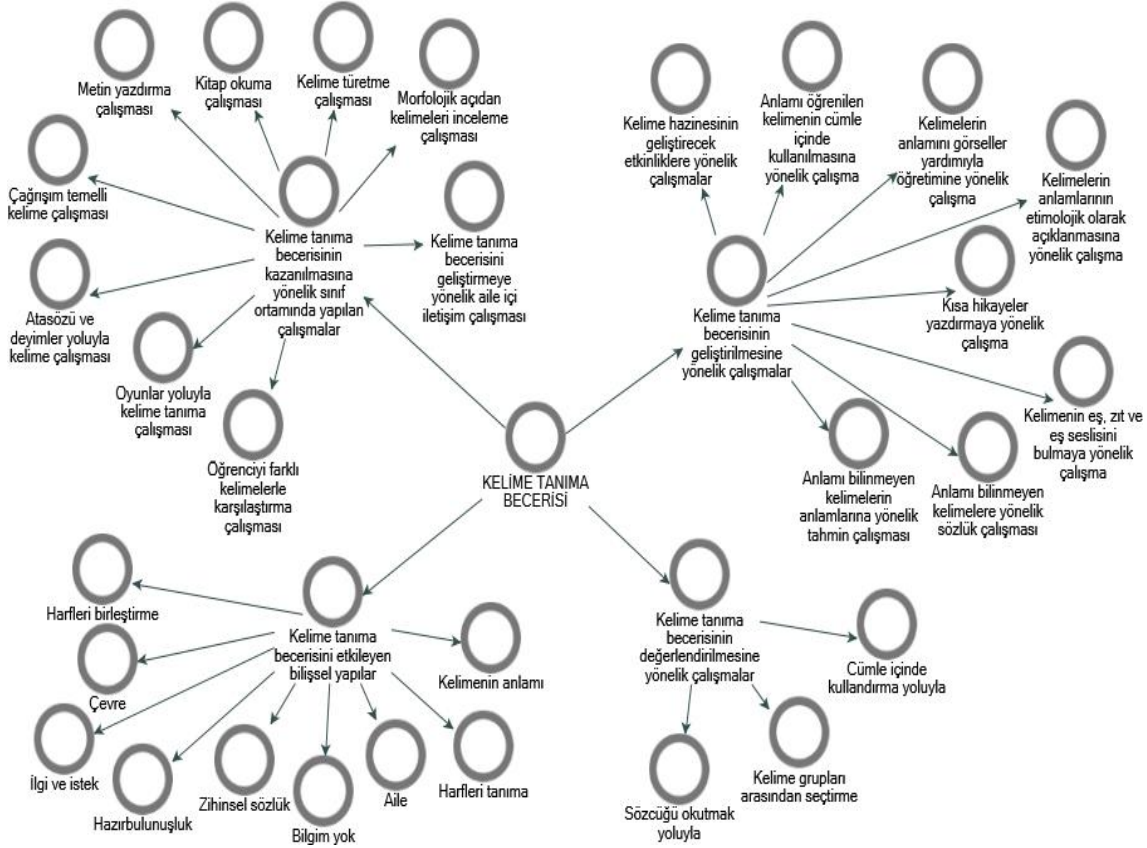 Metin yazdırma
çalışması
Kitap okuma
çalışması
Kelime türetme
çalışması
Morfolojik açıdan
kelimeleri inceleme
çalışması
Çağrışım temelli
kelime çalışması
Kelime tanıma
becerisinin
kazanılmasına
yönelik sınıf
ortamında yapılan
çalışmalar
Kelime tanıma
becerisini
geliştirmeye
yönelik aile içi
iletişim çalışması
Atasözü ve
deyimler yoluyla
kelime çalışması
Oyunlar yoluyla
kelime tanıma
çalışması
Öğrenciyi farklı
kelimelerle
karşılaştırma
çalışması
Kelime hazinesinin
geliştirecek
etkinliklere yönelik
çalışmalar
Anlamı öğrenilen
kelimenin cümle
içinde
kullanılmasına
yönelik çalışma
Kelimelerin
anlamını görseller
yardımıyla
öğretimine yönelik
çalışma
Kelimelerin
anlamlarının
etimolojik olarak
açıklanmasına
yönelik çalışma
Kelime tanıma
becerisinin
geliştirilmesine
yönelik çalışmalar
Kısa hikayeler
yazdırmaya yönelik
çalışma
Kelimenin eş, zıt ve
eş seslisini
bulmaya yönelik
çalışma
Anlamı bilinmeyen
kelimelerin
anlamlarına yönelik
tahmin çalışması
Anlamı bilinmeyen
kelimelere yönelik
sözlük çalışması
KELİME TANIMA
BECERİSİ
Harfleri birleştirme
Kelime tanıma
becerisini etkileyen
bilişsel yapılar
Kelimenin anlamı
Çevre
İlgi ve istek
Hazırbulunuşluk
Zihinsel sözlük
Bilgim yok
Aile
Harfleri tanıma
Kelime tanıma
becerisinin
değerlendirilmesine
yönelik çalışmalar
Cümle içinde
kullandırma yoluyla
Kelime grupları
arasından seçtirme
Sözcüğü okutmak
yoluyla